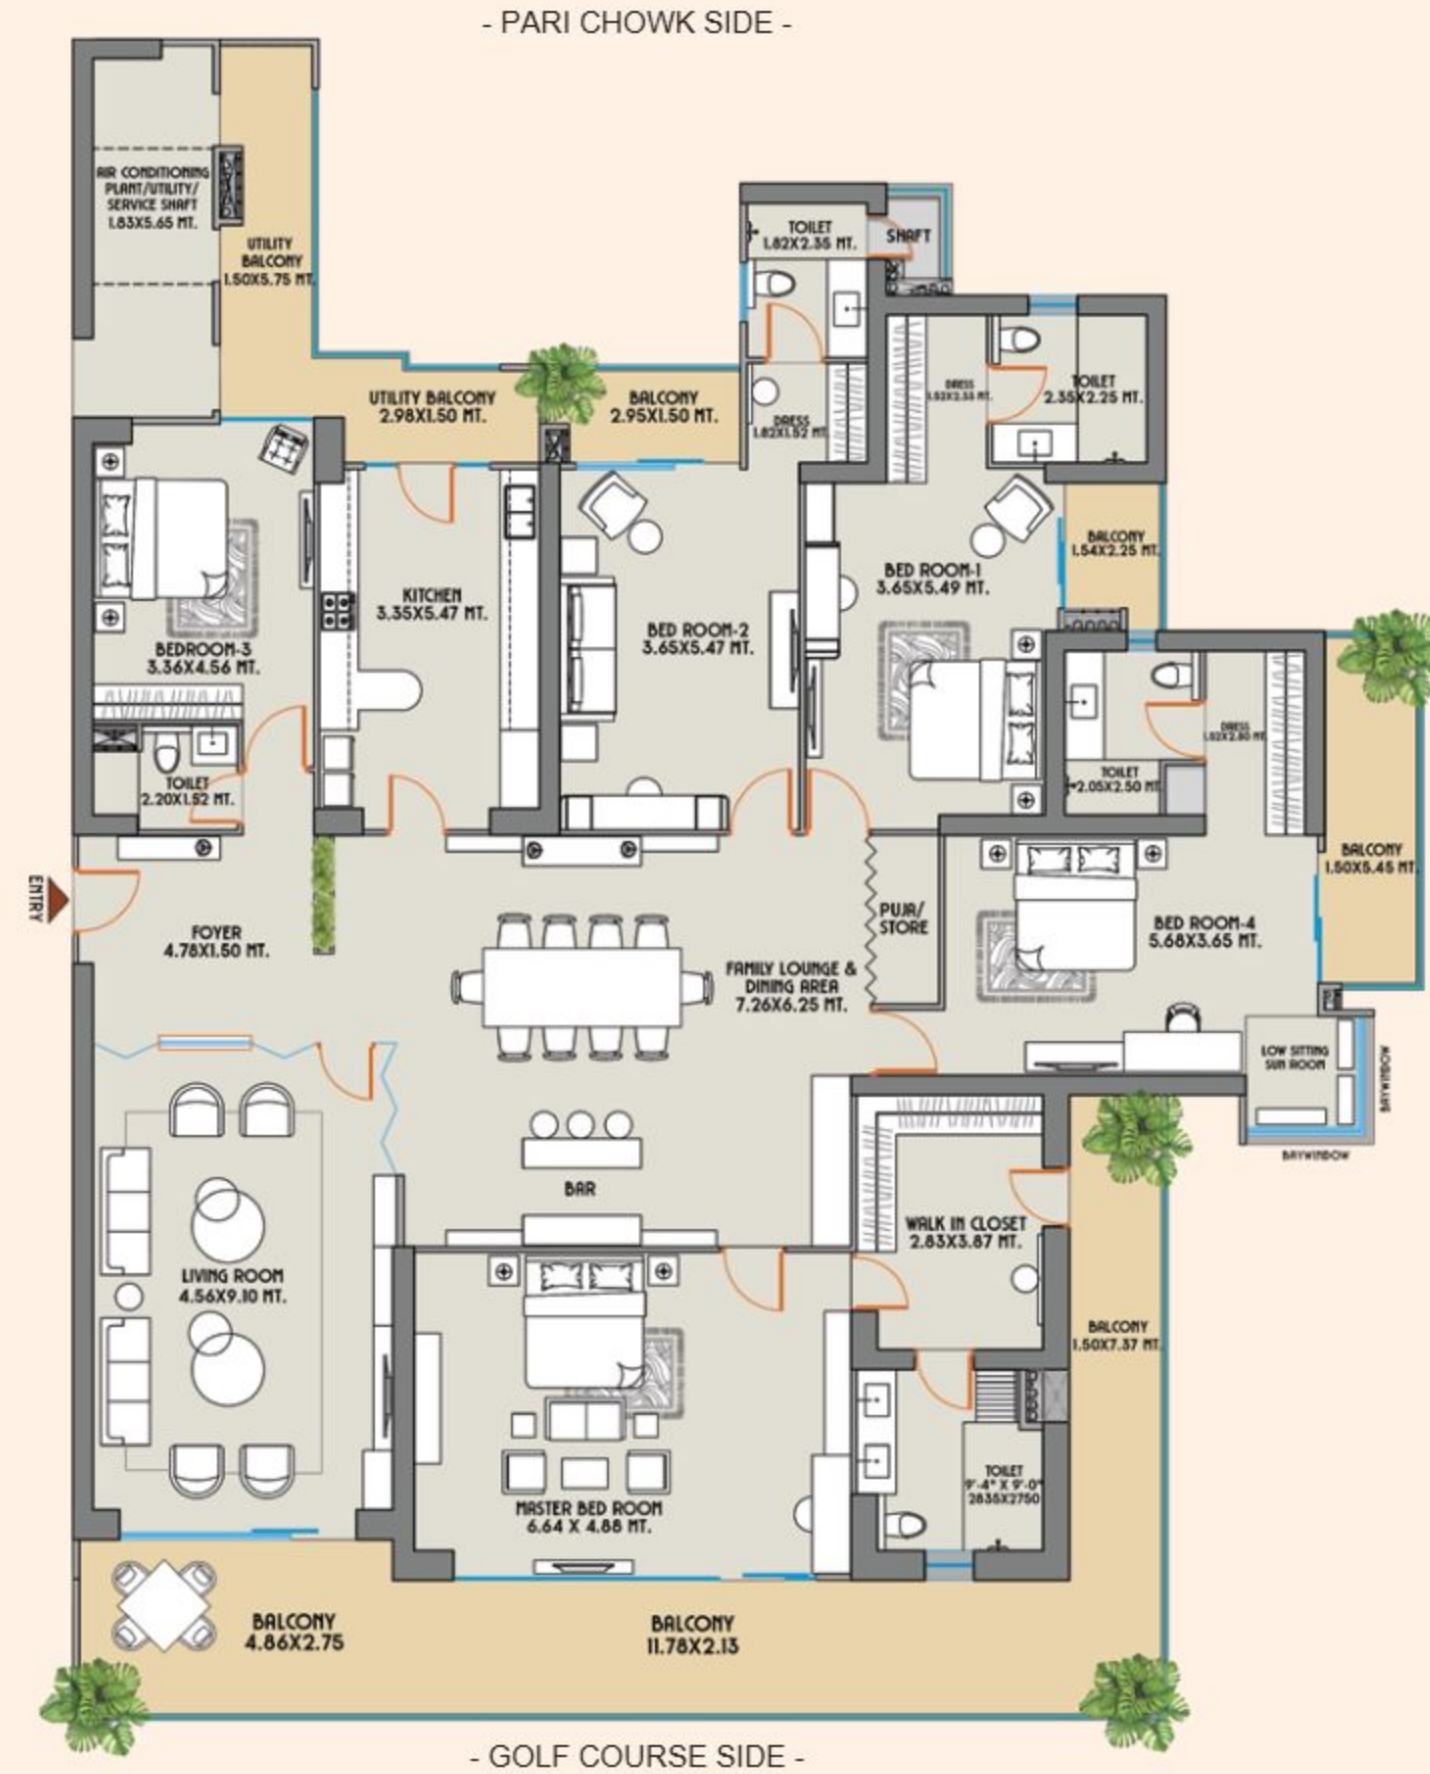 - PARI CHOWK SIDE -
AIR CONDITIONING
PLANT/UTILITY/
SERVICE SHAFT
1.83X5.65 MT.
UTILITY
BALCONY
1.50X5.75 MT.
TOILET
1.82X2.35 MT.
SHAFT
UTILITY BALCONY
2.98X1.50 MT.
BALCONY
2.95X1.50 MT.
DRESS
1.82X1.52 MT.
DRESS
TOILET
2.35X2.25 MT.
BALCONY
1.54X2.25 MT.
BEDROOM-3
3.36X4.56 MT.
KITCHEN
3.35X5.47 MT.
BED ROOM-2
3.65X5.47 MT.
BED ROOM-1
3.65X5.49 MT.
TOILET
2.20X1.52 MT.
TOILET
2.05X2.50 MT.
DRESS
BALCONY
1.50X5.45 MT.
ENTRY
FOYER
4.78X1.50 MT.
FAMILY LOUNGE &
DINING AREA
7.26X6.25 MT.
PUJA/
STORE
BED ROOM-4
5.68X3.65 MT.
LOW SITTING
SUN ROOM
BAYWINDOW
BAYWINDOW
BAR
LIVING ROOM
4.56X9.10 MT.
WALK IN CLOSET
2.83X3.87 MT.
BALCONY
1.50X7.37 MT.
MASTER BED ROOM
6.64 X 4.88 MT.
TOILET
9'-4" X 9'-0"
2835X2750
BALCONY
4.86X2.75
BALCONY
11.78X2.13
- GOLF COURSE SIDE -